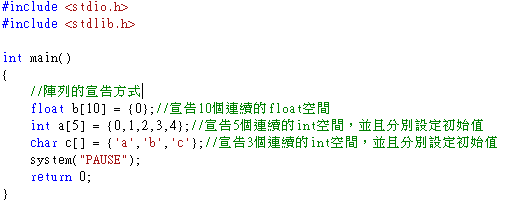 #include <stdio.h>
#include <stdlib.h>
int main()
{
//陣列的宣告方式
float b[10] = {0};//宣告10個連續的float空間
int a[5] = {0,1,2,3,4};//宣告5個連續的int空間，並且分別設定初始值
char c[] = {'a','b','c'};//宣告3個連續的int空間，並且分別設定初始值
system("PAUSE");
return 0;
}